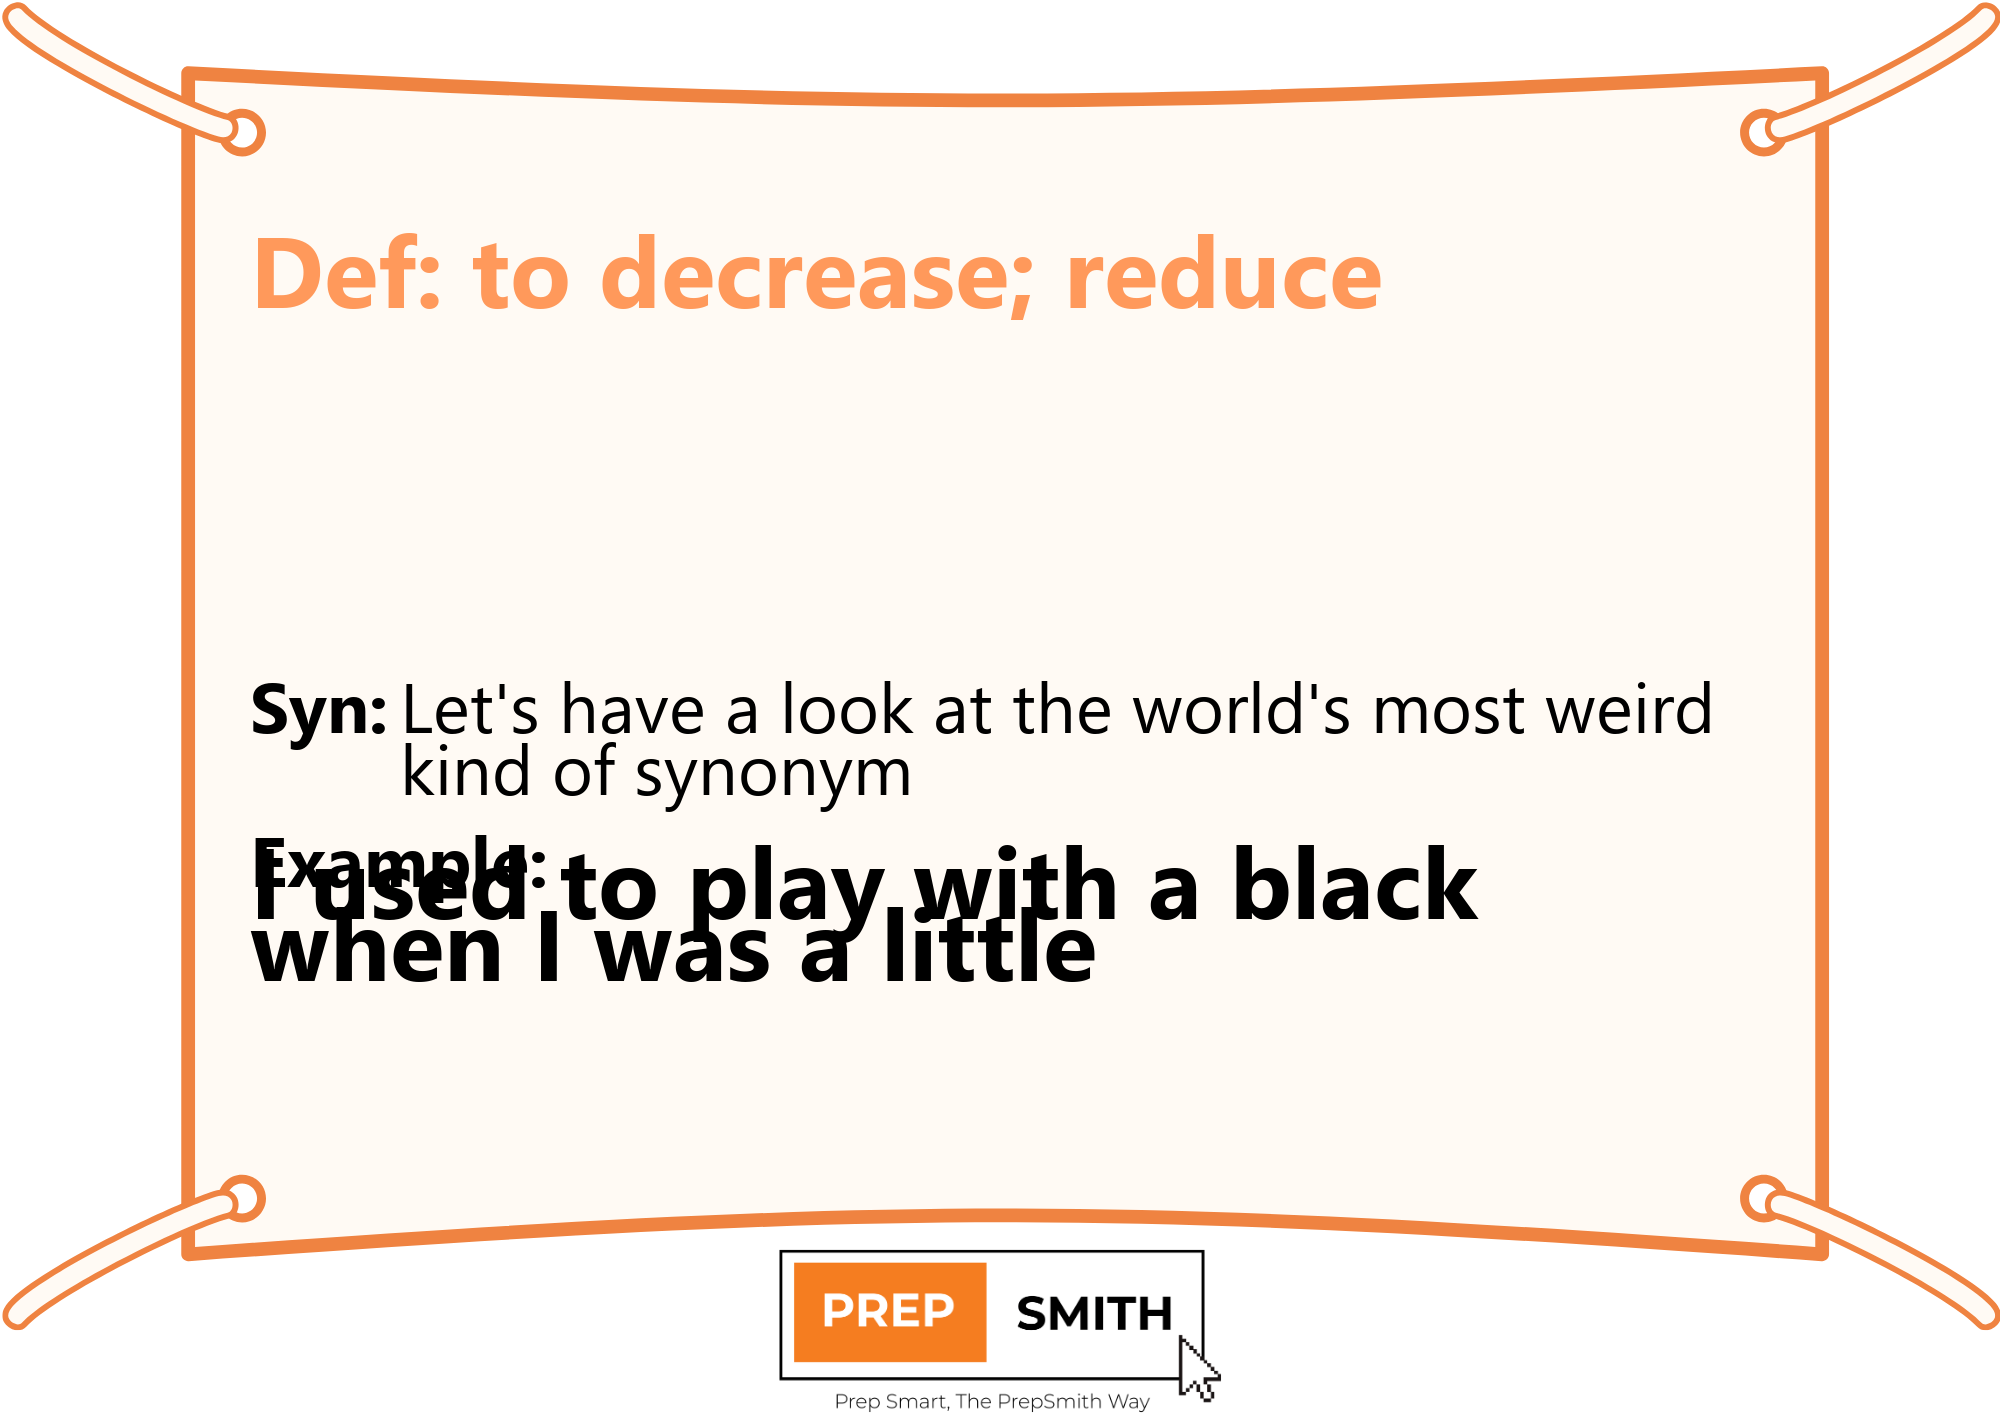 Def: to decrease; reduce
Syn: Let's have a look at the world's most weird
kind of synonym
Example:
I used to play with a black
when I was a little
PREP SMITH
Prep Smart, The PrepSmith Way